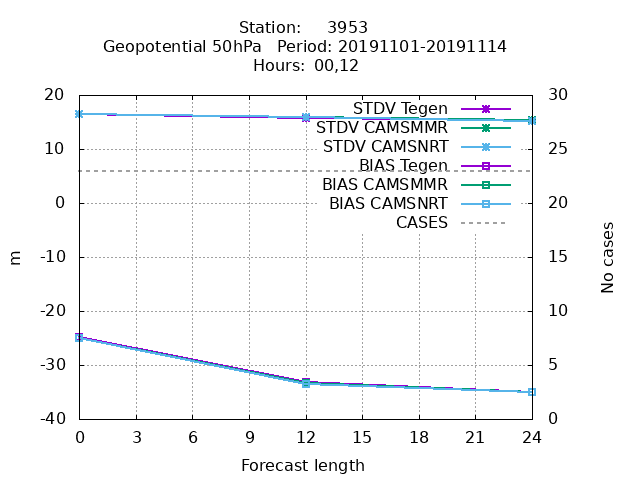 Station: 3953
Geopotential 50hPa Period: 20191101-20191114
Hours: 00,12
20
10
0
-10
-20
-30
-40
m
STDV Tegen
STDV CAMSMMR
STDV CAMSNRT
BIAS Tegen
BIAS CAMSMMR
BIAS CAMSNRT
CASES
30
25
20
15
10
5
0
No cases
0 3 6 9 12 15 18 21 24
Forecast length